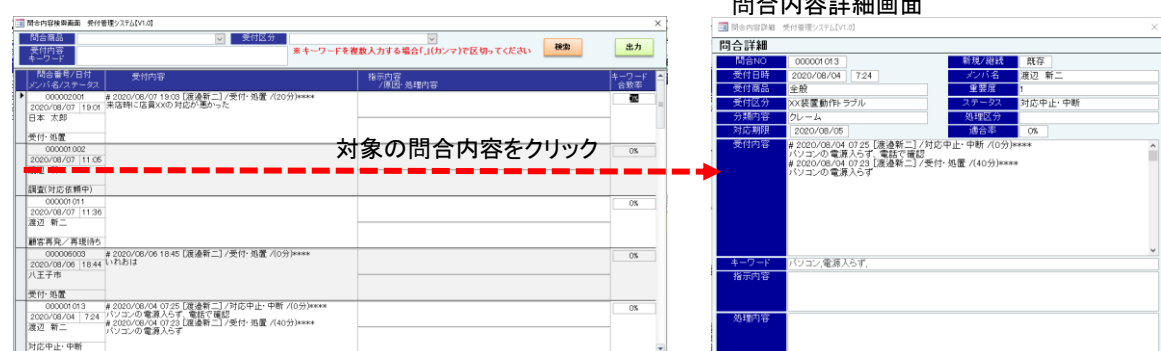 問合内容詳細画面
問合内容検索画面 受付管理システム[V1.0]
問合商品
受付区分
受付内容
キーワード
※キーワードを複数入力する場合「,」(カンマ)で区切ってください
検索
出力
問合番号/日付
メンバ名/ステータス
受付内容
指示内容
/原因・処理内容
キーワード
合致率
000002001
2020/08/07 19:01
日本 太郎
受付・処置
# 2020/08/07 19:03 [渡邉新二] /受付・処置 /(20分)****
来店時に店員XXの対応が悪かった
000001002
2020/08/07 11:05
調査(対応依頼中)
0%
対象の問合内容をクリック
000001011
2020/08/07 11:36
渡辺 新二
顧客再発/再現待ち
0%
000006003
2020/08/06 18:44
八王子市
受付・処置
# 2020/08/06 18:45 [渡邉新二] /受付・処置 /(0分)****
いれおは
0%
000001013
2020/08/04 7:24
渡辺 新二
対応中止・中断
# 2020/08/04 07:25 [渡邉新二] /対応中止・中断 /(0分)****
パソコンの電源入らず、電話で確認
# 2020/08/04 07:23 [渡邉新二] /受付・処置 /(40分)****
パソコンの電源入らず
0%
問合内容詳細 受付管理システム[V1.0]
問合詳細
問合NO 000001013 新規/継続 既存
受付日時 2020/08/04 7:24 メンバ名 渡辺 新二
受付商品 全般 重要度 1
受付区分 XX装置動作トラブル ステータス 対応中止・中断
分類内容 クレーム 処理区分
対応期限 2020/08/05 適合率 0%
受付内容
# 2020/08/04 07:25 [渡邉新二] /対応中止・中断 /(0分)****
パソコンの電源入らず、電話で確認
# 2020/08/04 07:23 [渡邉新二] /受付・処置 /(40分)****
パソコンの電源入らず
キーワード パソコン,電源入らず,
指示内容
処理内容